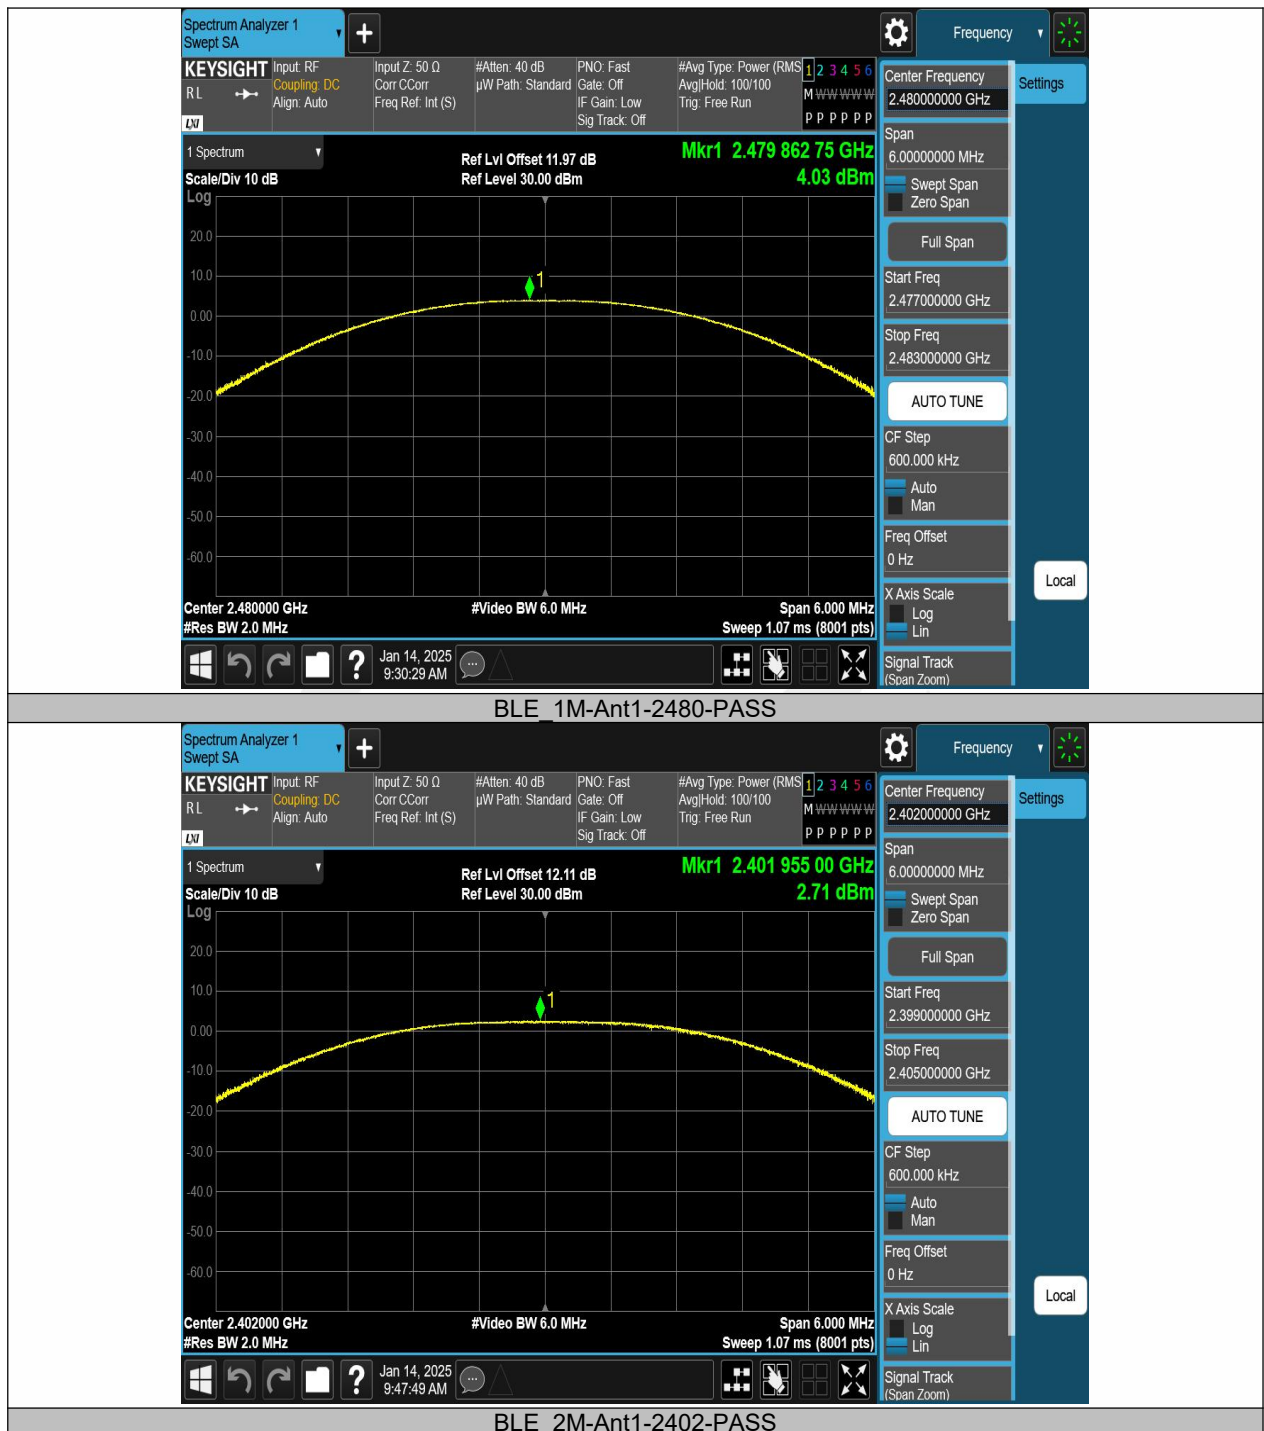 Spectrum Analyzer 1
Swept SA
Frequency
KEYSIGHT
RL
LXI
Input: RF
Coupling: DC
Align: Auto
Input Z: 50 Ω
Corr CCorr
Freq Ref: Int (S)
#Atten: 40 dB
µW Path: Standard
PNO: Fast
Gate: Off
IF Gain: Low
Sig Track: Off
#Avg Type: Power (RMS
Avg|Hold: 100/100
Trig: Free Run
1 2 3 4 5 6
M W W W W W
P P P P P P
Center Frequency
2.480000000 GHz
Settings
Span
6.00000000 MHz
Swept Span
Zero Span
Full Span
Start Freq
2.477000000 GHz
Stop Freq
2.483000000 GHz
AUTO TUNE
CF Step
600.000 kHz
Auto
Man
Freq Offset
0 Hz
X Axis Scale
Log
Lin
Signal Track
(Span Zoom)
Local
1 Spectrum
Scale/Div 10 dB
Ref Lvl Offset 11.97 dB
Ref Level 30.00 dBm
Mkr1 2.479 862 75 GHz
4.03 dBm
Log
20.0
10.0
0.00
-10.0
-20.0
-30.0
-40.0
-50.0
-60.0
1
Center 2.480000 GHz
#Res BW 2.0 MHz
#Video BW 6.0 MHz
Span 6.000 MHz
Sweep 1.07 ms (8001 pts)
?
Jan 14, 2025
9:30:29 AM
BLE_1M-Ant1-2480-PASS
Spectrum Analyzer 1
Swept SA
Frequency
KEYSIGHT
RL
LXI
Input: RF
Coupling: DC
Align: Auto
Input Z: 50 Ω
Corr CCorr
Freq Ref: Int (S)
#Atten: 40 dB
µW Path: Standard
PNO: Fast
Gate: Off
IF Gain: Low
Sig Track: Off
#Avg Type: Power (RMS
Avg|Hold: 100/100
Trig: Free Run
1 2 3 4 5 6
M W W W W W
P P P P P P
Center Frequency
2.402000000 GHz
Settings
Span
6.00000000 MHz
Swept Span
Zero Span
Full Span
Start Freq
2.399000000 GHz
Stop Freq
2.405000000 GHz
AUTO TUNE
CF Step
600.000 kHz
Auto
Man
Freq Offset
0 Hz
X Axis Scale
Log
Lin
Signal Track
(Span Zoom)
Local
1 Spectrum
Scale/Div 10 dB
Ref Lvl Offset 12.11 dB
Ref Level 30.00 dBm
Mkr1 2.401 955 00 GHz
2.71 dBm
Log
20.0
10.0
0.00
-10.0
-20.0
-30.0
-40.0
-50.0
-60.0
1
Center 2.402000 GHz
#Res BW 2.0 MHz
#Video BW 6.0 MHz
Span 6.000 MHz
Sweep 1.07 ms (8001 pts)
?
Jan 14, 2025
9:47:49 AM
BLE_2M-Ant1-2402-PASS